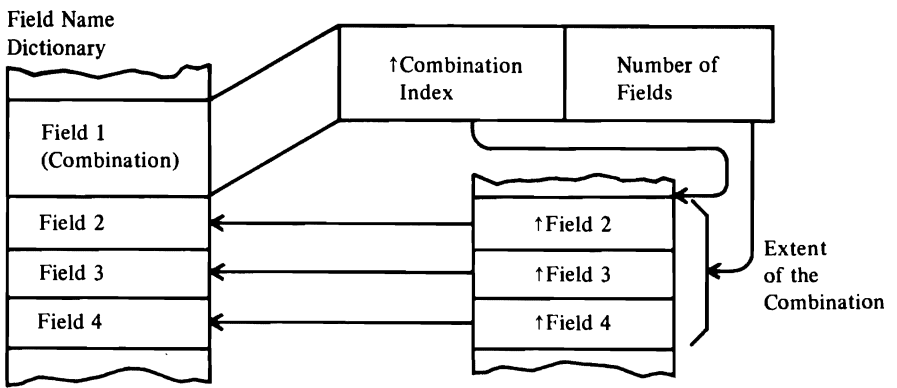 Field Name
Dictionary
↑Combination
Index
Number of
Fields
Field 1
(Combination)
Field 2
Field 3
Field 4
↑Field 2
↑Field 3
↑Field 4
Extent
of the
Combination